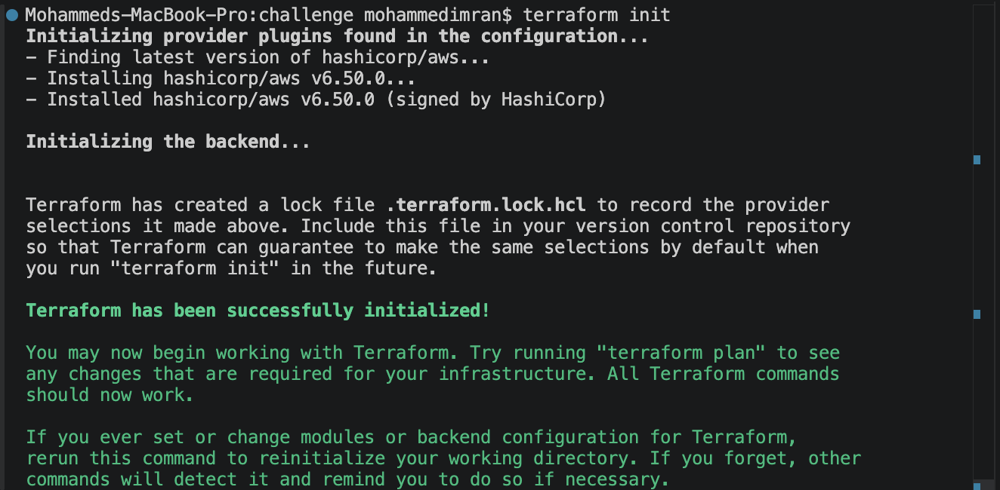 Mohammeds-MacBook-Pro:challenge mohammedimran$ terraform init
Initializing provider plugins found in the configuration...
- Finding latest version of hashicorp/aws...
- Installing hashicorp/aws v6.50.0...
- Installed hashicorp/aws v6.50.0 (signed by HashiCorp)
Initializing the backend...
Terraform has created a lock file .terraform.lock.hcl to record the provider
selections it made above. Include this file in your version control repository
so that Terraform can guarantee to make the same selections by default when
you run "terraform init" in the future.
Terraform has been successfully initialized!
You may now begin working with Terraform. Try running "terraform plan" to see
any changes that are required for your infrastructure. All Terraform commands
should now work.
If you ever set or change modules or backend configuration for Terraform,
rerun this command to reinitialize your working directory. If you forget, other
commands will detect it and remind you to do so if necessary.